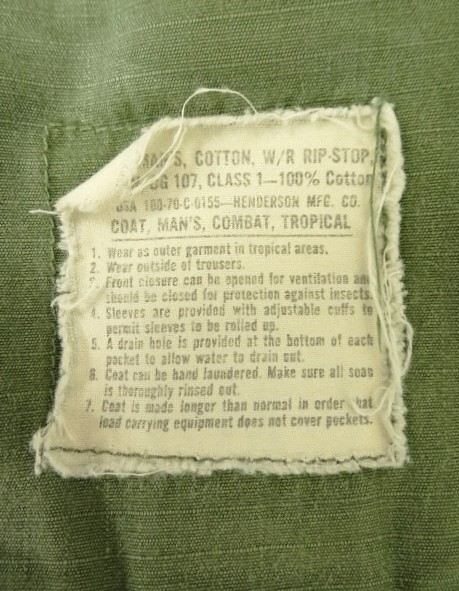 MAN'S, COTTON, W/R RIP-STOP,
OG 107, CLASS 1—100% Cotton
USA 100-70-C-0155—HENDERSON MFG. CO.
COAT, MAN'S, COMBAT, TROPICAL
1. Wear as outer garment in tropical areas.
2. Wear outside of trousers.
3. Front closure can be opened for ventilation and
should be closed for protection against insects.
4. Sleeves are provided with adjustable cuffs to
permit sleeves to be rolled up.
5. A drain hole is provided at the bottom of each
pocket to allow water to drain out.
6. Coat can be hand laundered. Make sure all soap
is thoroughly rinsed out.
7. Coat is made longer than normal in order that
load carrying equipment does not cover pockets.